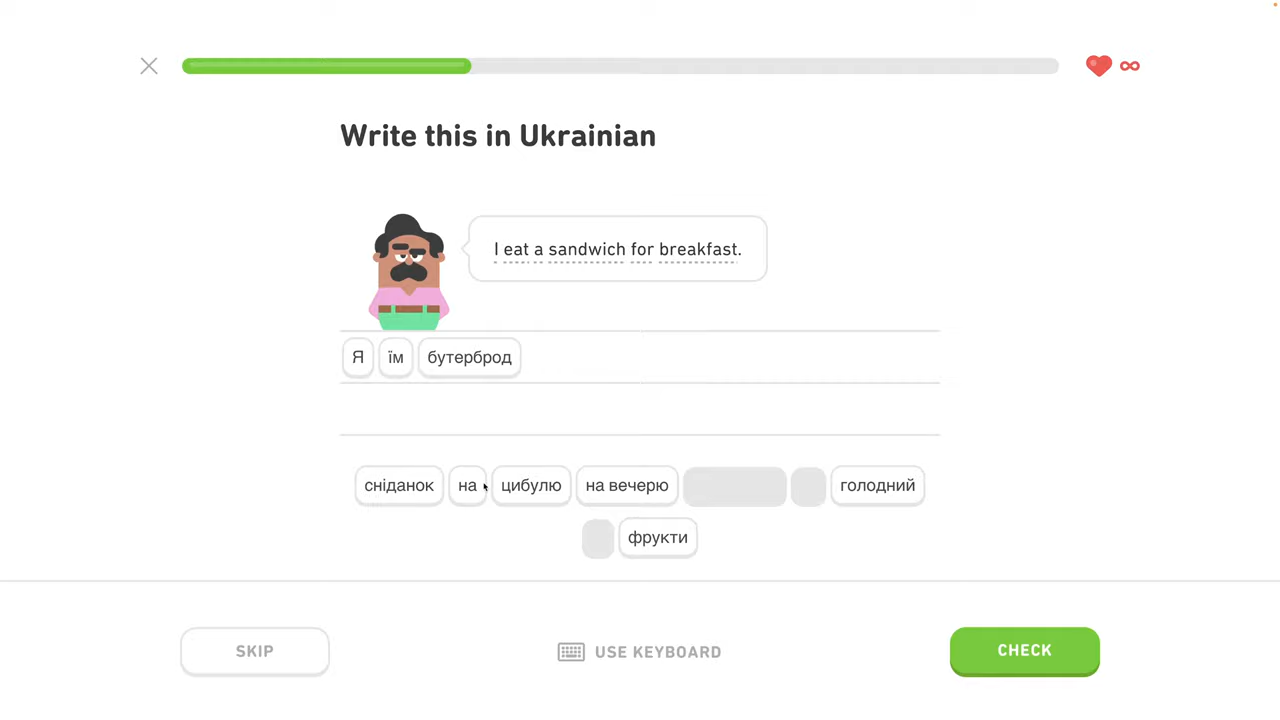 Write this in Ukrainian
I eat a sandwich for breakfast.
Я їм бутерброд
сніданок на цибулю на вечерю голодний
фрукти
SKIP USE KEYBOARD CHECK